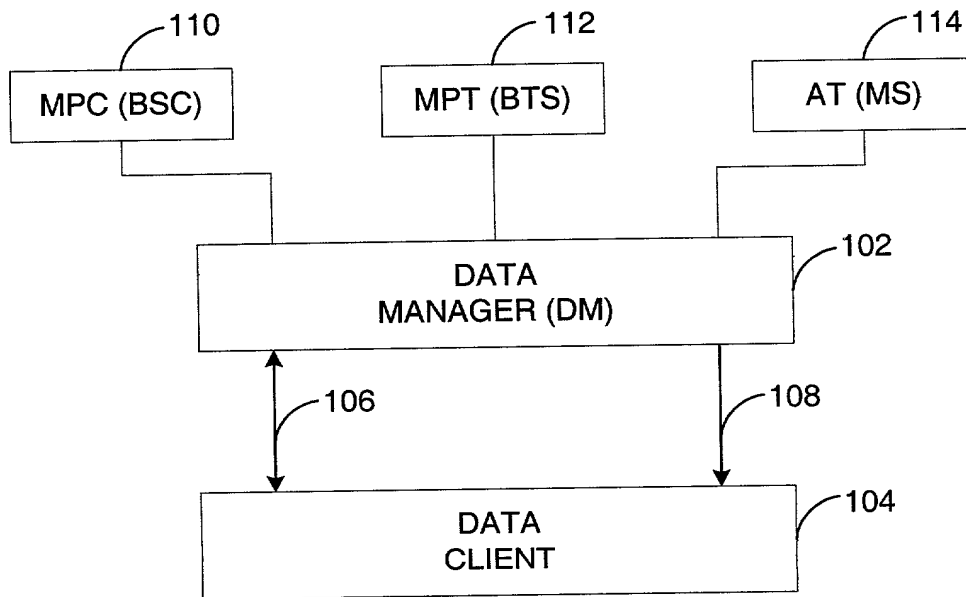 110
112
114
MPC (BSC)
MPT (BTS)
AT (MS)
102
DATA
MANAGER (DM)
106
108
104
DATA
CLIENT